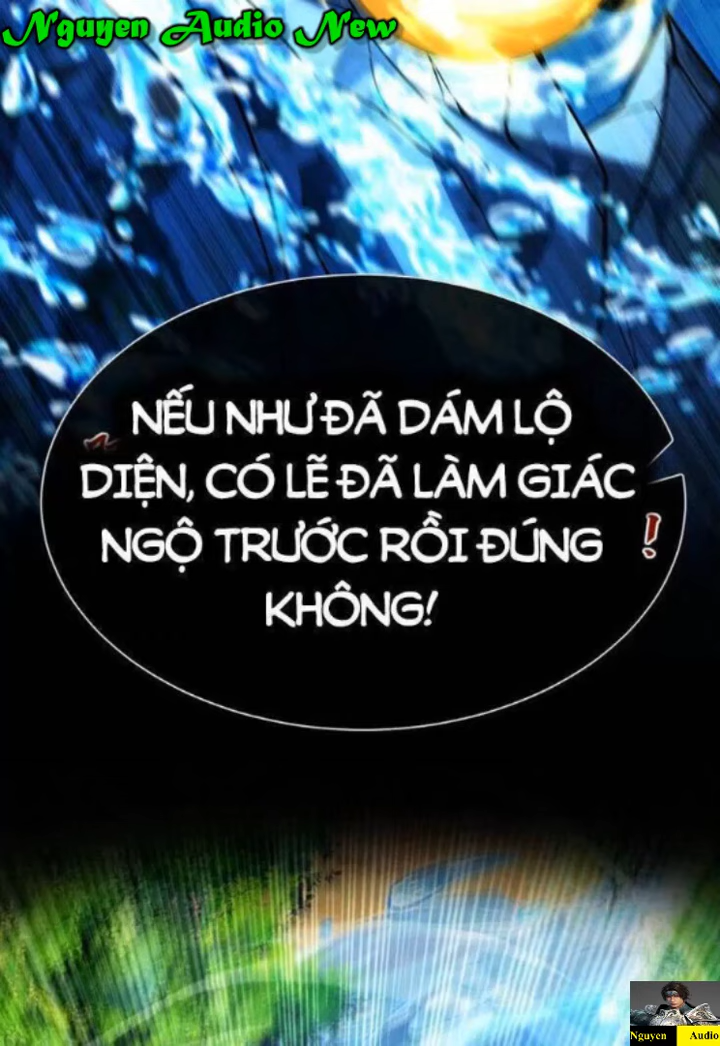 Nguyen Audio New
NẾU NHƯ ĐÃ DÁM LỘ
DIỆN, CÓ LẼ ĐÃ LÀM GIÁC
NGỘ TRƯỚC RỒI ĐÚNG
KHÔNG!
!
Nguyen Audio